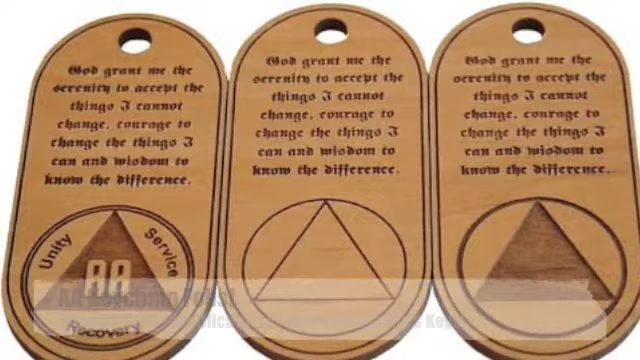 God grant me the
serenity to accept the
things I cannot
change, courage to
change the things I
can and wisdom to
know the difference.
Unity
Service
AA
Recovery
God grant me the
serenity to accept the
things I cannot
change, courage to
change the things I
can and wisdom to
know the difference.
God grant me the
serenity to accept the
things I cannot
change, courage to
change the things I
can and wisdom to
know the difference.